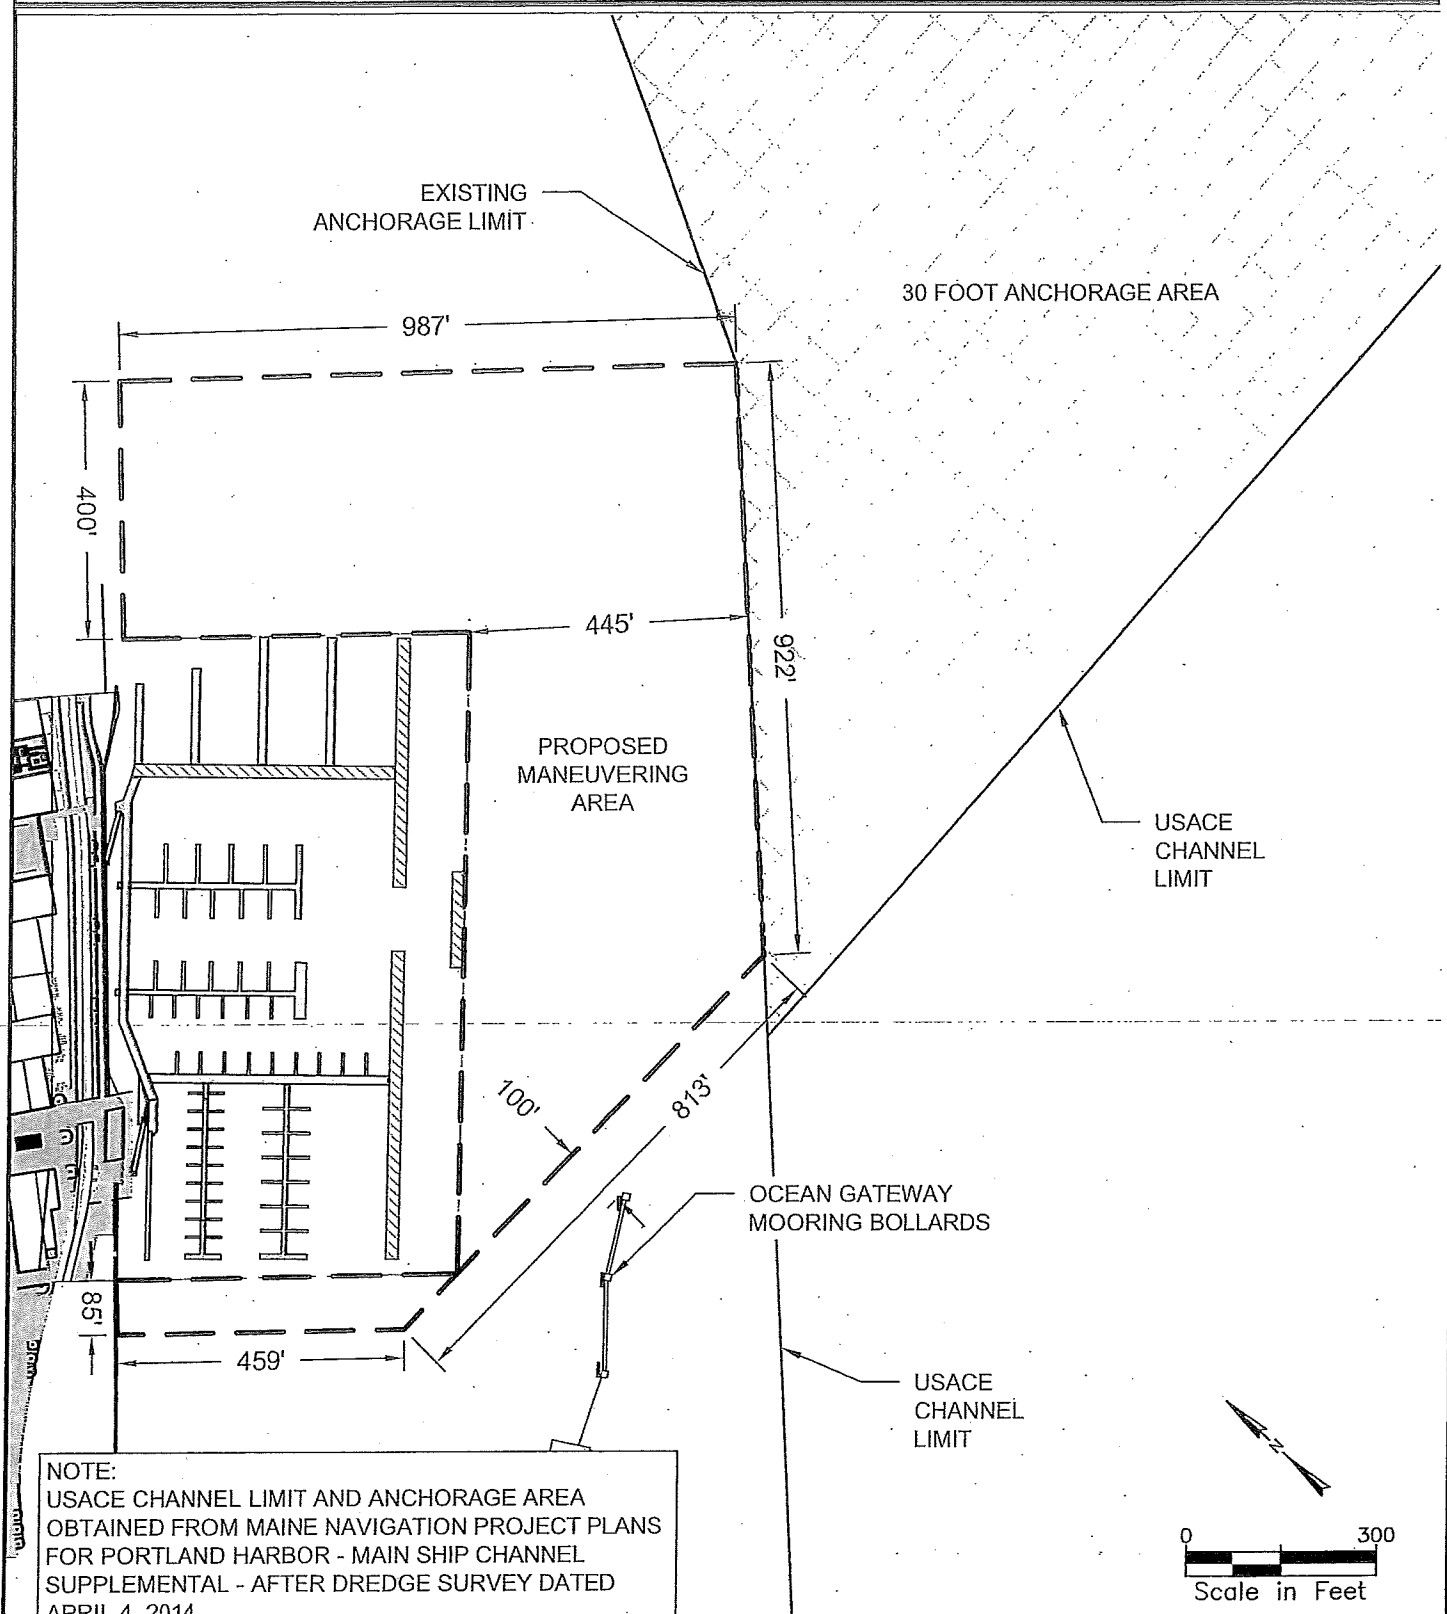 EXISTING
ANCHORAGE LIMIT
30 FOOT ANCHORAGE AREA
987'
400'
445'
922'
PROPOSED
MANEUVERING
AREA
USACE
CHANNEL
LIMIT
100'
813'
OCEAN GATEWAY
MOORING BOLLARDS
85'
459'
USACE
CHANNEL
LIMIT
N
NOTE:
USACE CHANNEL LIMIT AND ANCHORAGE AREA
OBTAINED FROM MAINE NAVIGATION PROJECT PLANS
FOR PORTLAND HARBOR - MAIN SHIP CHANNEL
SUPPLEMENTAL - AFTER DREDGE SURVEY DATED
APRIL 4, 2014
0 300
Scale in Feet